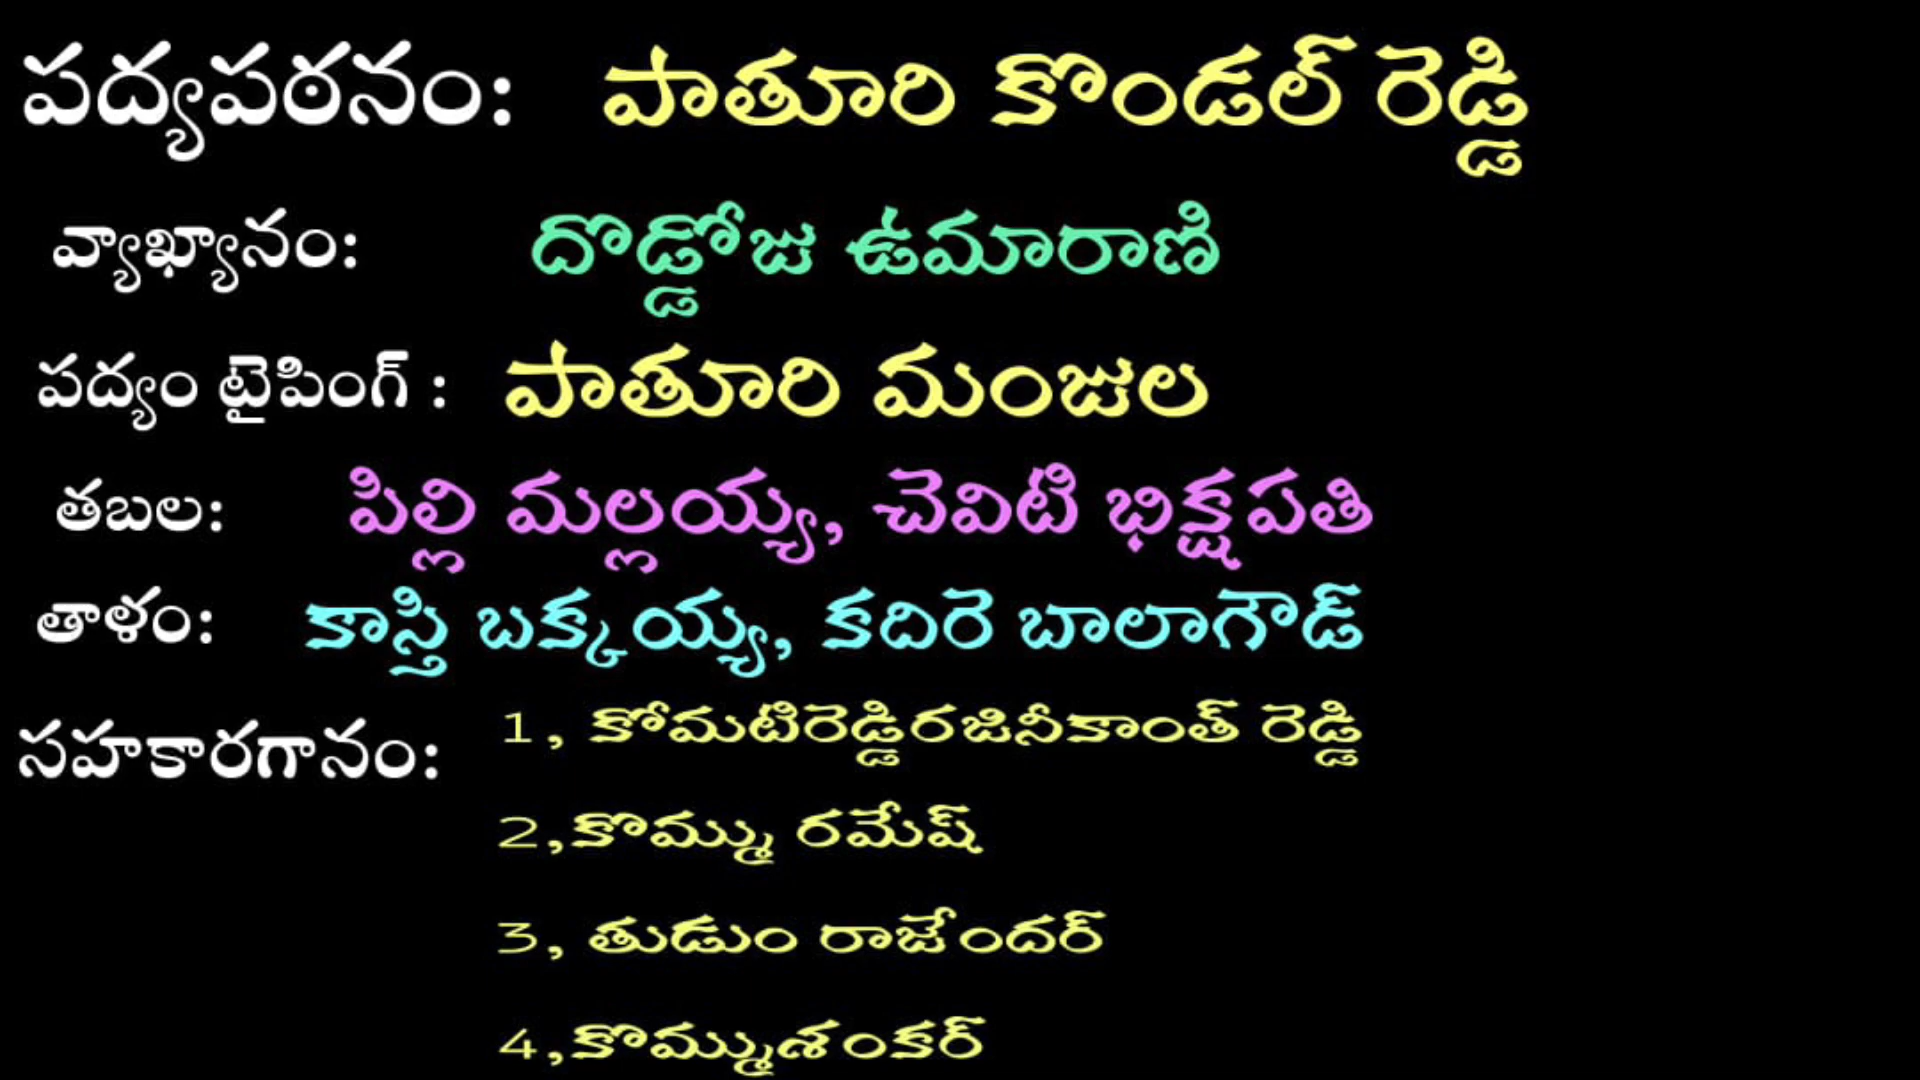 పద్యపఠనం: పాతూరి కొండల్ రెడ్డి
వ్యాఖ్యానం: దొడ్డోజు ఉమారాణి
పద్యం టైపింగ్ : పాతూరి మంజుల
తబల: పిల్లి మల్లయ్య, చెవిటి భిక్షపతి
తాళం: కాస్తి బక్కయ్య, కదిరె బాలాగౌడ్
సహకారగానం: 1, కోమటిరెడ్డిరజినీకాంత్ రెడ్డి
2,కొమ్ము రమేష్
3, తుడుం రాజేందర్
4,కొమ్ముశంకర్